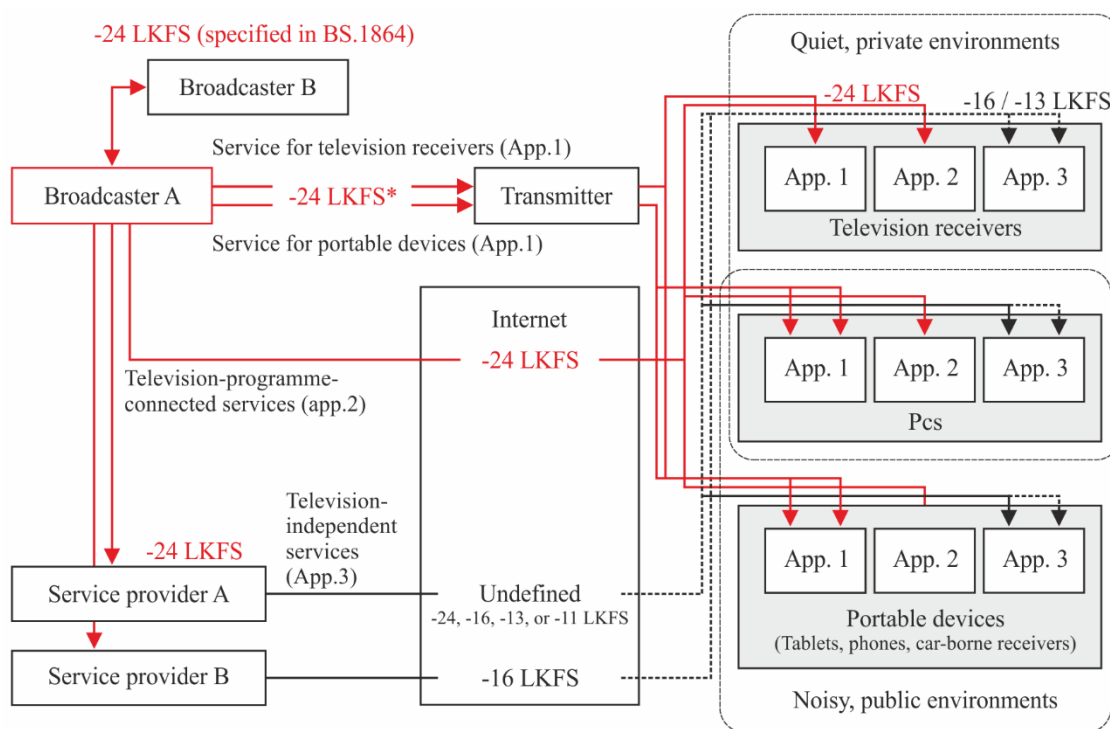 -24 LKFS (specified in BS.1864)
Broadcaster B
Service for television receivers (App.1)
Broadcaster A
-24 LKFS*
Transmitter
Service for portable devices (App.1)
Internet
-24 LKFS
Television-programme-
connected services (app.2)
Television-
independent
services
(App.3)
-24 LKFS
Service provider A
Undefined
-24, -16, -13, or -11 LKFS
Service provider B
-16 LKFS
Quiet, private environments
-24 LKFS
-16 / -13 LKFS
App. 1
App. 2
App. 3
Television receivers
App. 1
App. 2
App. 3
Pcs
App. 1
App. 2
App. 3
Portable devices
(Tablets, phones, car-borne receivers)
Noisy, public environments